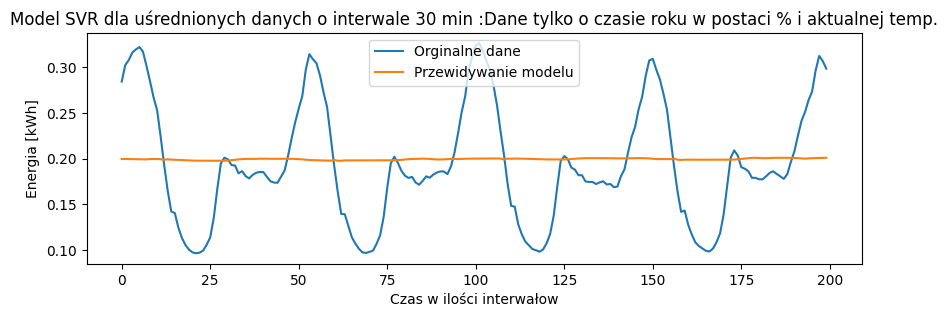 Model SVR dla uśrednionych danych o interwale 30 min :Dane tylko o czasie roku w postaci % i aktualnej temp.
Orginalne dane
Przewidywanie modelu
Energia [kWh]
0.30
0.25
0.20
0.15
0.10
0 25 50 75 100 125 150 175 200
Czas w ilości interwałow